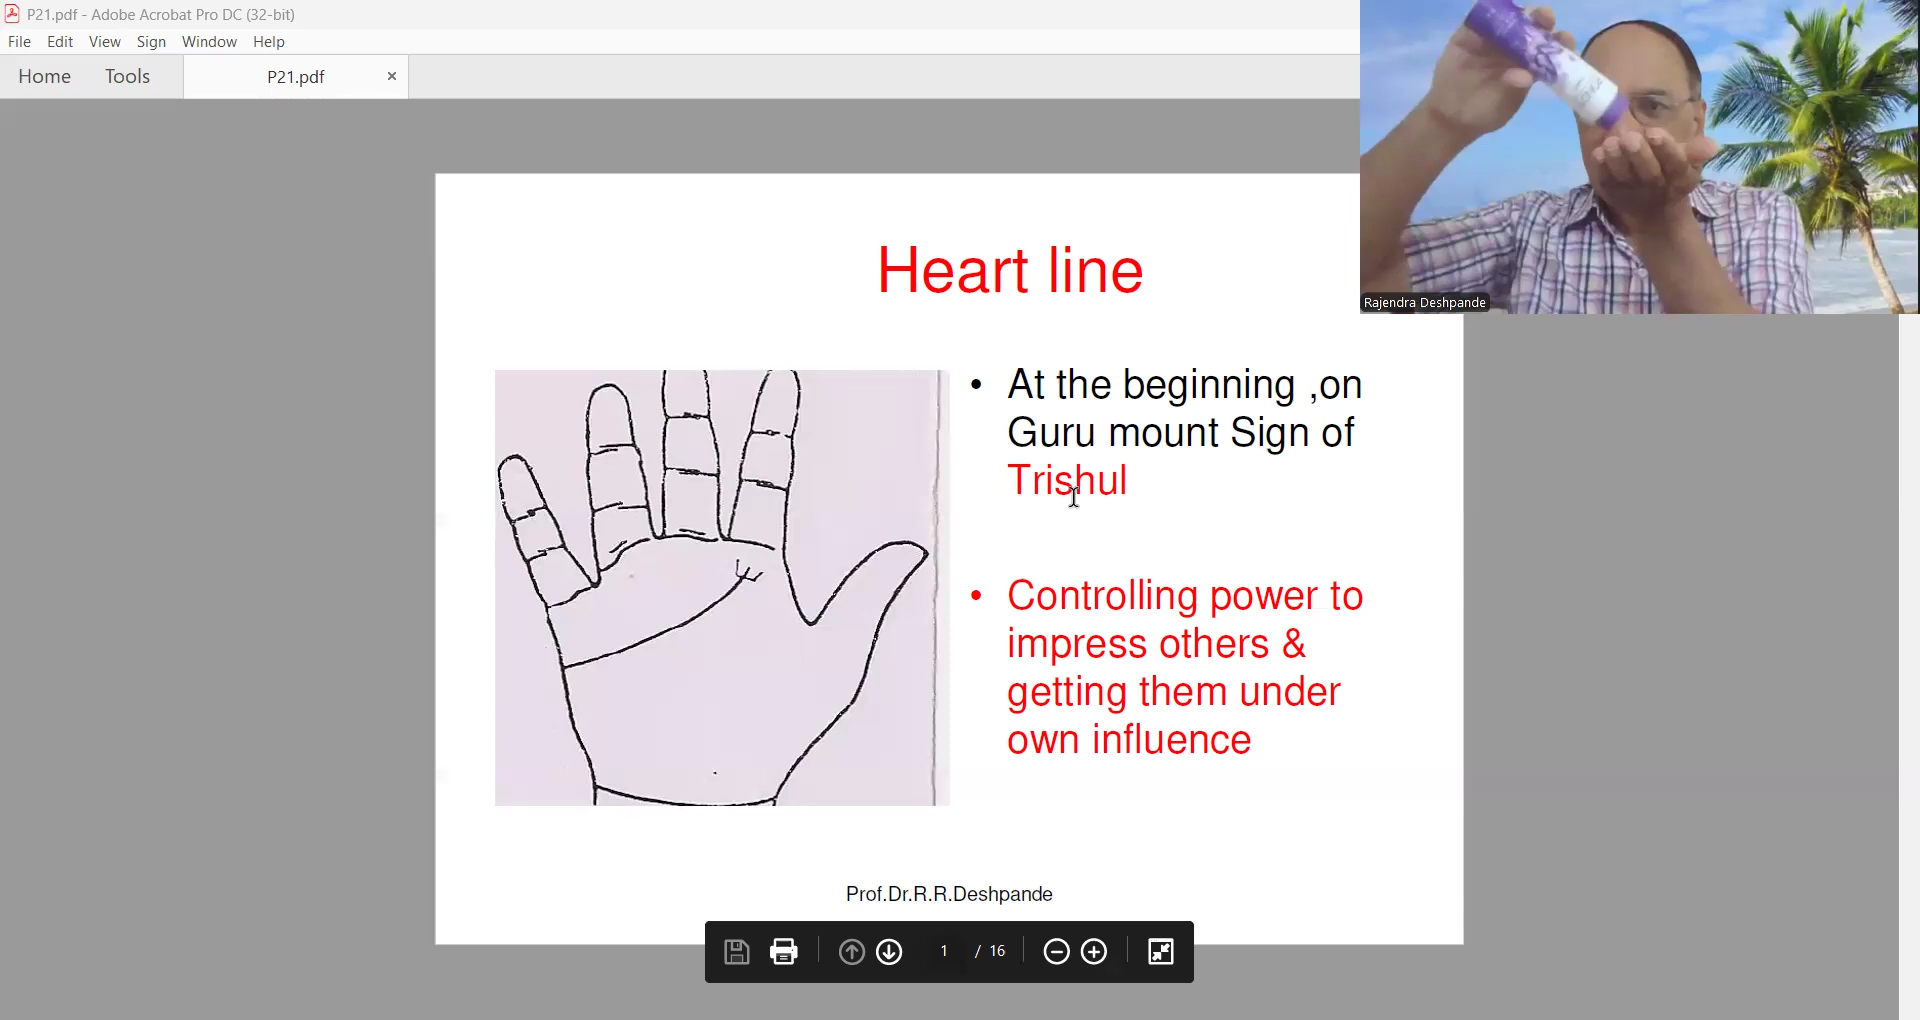 P21.pdf - Adobe Acrobat Pro DC (32-bit)
File Edit View Sign Window Help
Home Tools P21.pdf ×
Rajendra Deshpande
Heart line
• At the beginning ,on
Guru mount Sign of
Trishul
• Controlling power to
impress others &
getting them under
own influence
Prof.Dr.R.R.Deshpande
1 / 16